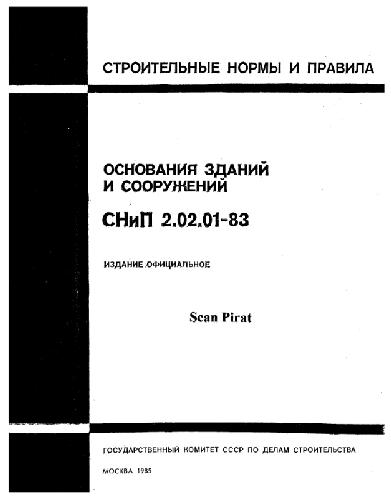 СТРОИТЕЛЬНЫЕ НОРМЫ И ПРАВИЛА
ОСНОВАНИЯ ЗДАНИЙ
И СООРУЖЕНИЙ
СНиП 2.02.01-83
ИЗДАНИЕ ОФИЦИАЛЬНОЕ
Scan Pirat
ГОСУДАРСТВЕННЫЙ КОМИТЕТ СССР ПО ДЕЛАМ СТРОИТЕЛЬСТВА
МОСКВА 1985